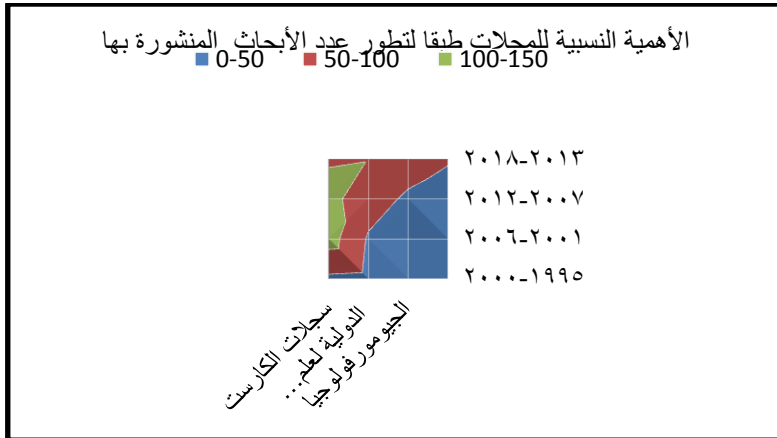 الأهمية النسبية للمجلات طبقا لتطور عدد الأبحاث المنشورة بها
0-50 50-100 100-150
٢٠١٣-٢٠١٨
٢٠٠٧-٢٠١٢
٢٠٠١-٢٠٠٦
١٩٩٥-٢٠٠٠
سجلات الكارست
الدولية لعلم...
الجيومورفولوجيا